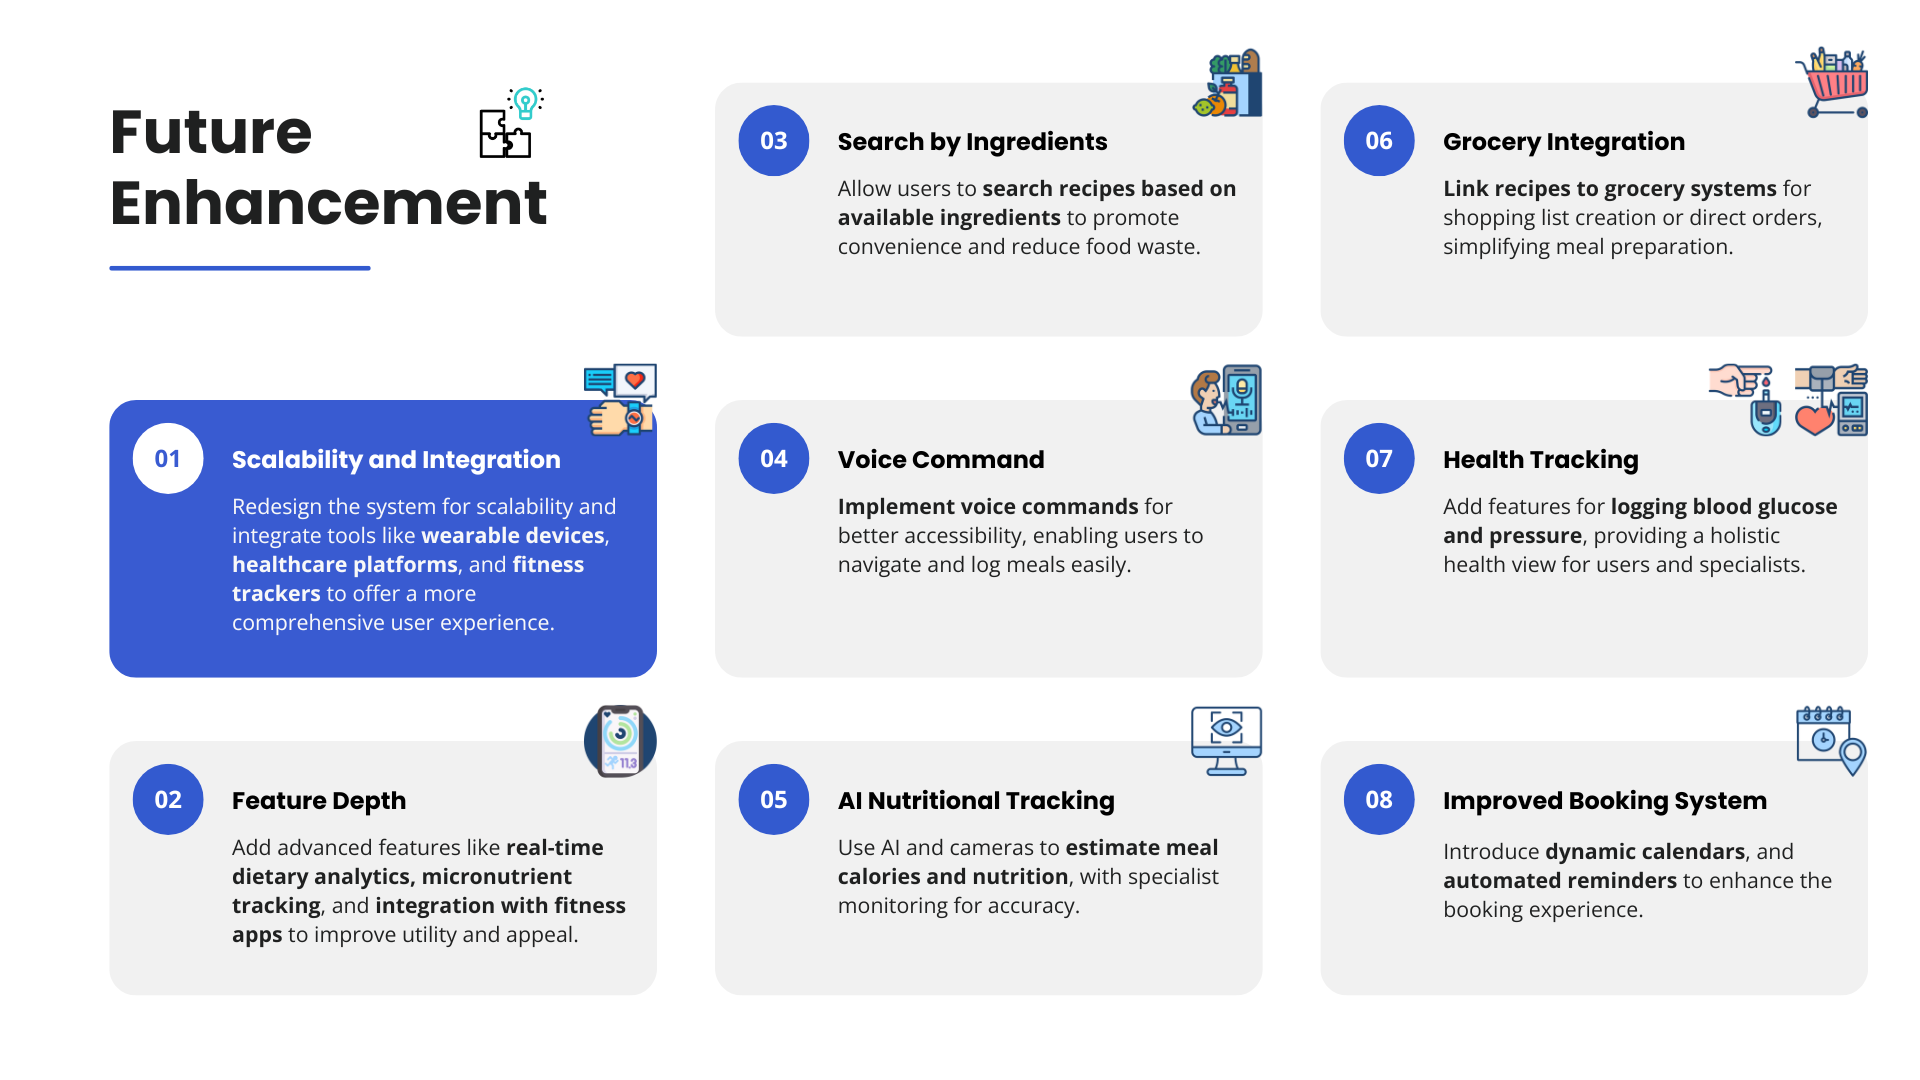 Future
Enhancement
01
Scalability and Integration
Redesign the system for scalability and
integrate tools like wearable devices,
healthcare platforms, and fitness
trackers to offer a more
comprehensive user experience.
02
11,3
Feature Depth
Add advanced features like real-time
dietary analytics, micronutrient
tracking, and integration with fitness
apps to improve utility and appeal.
03
Search by Ingredients
Allow users to search recipes based on
available ingredients to promote
convenience and reduce food waste.
04
Voice Command
Implement voice commands for
better accessibility, enabling users to
navigate and log meals easily.
05
AI Nutritional Tracking
Use AI and cameras to estimate meal
calories and nutrition, with specialist
monitoring for accuracy.
06
Grocery Integration
Link recipes to grocery systems for
shopping list creation or direct orders,
simplifying meal preparation.
07
Health Tracking
Add features for logging blood glucose
and pressure, providing a holistic
health view for users and specialists.
08
Improved Booking System
Introduce dynamic calendars, and
automated reminders to enhance the
booking experience.